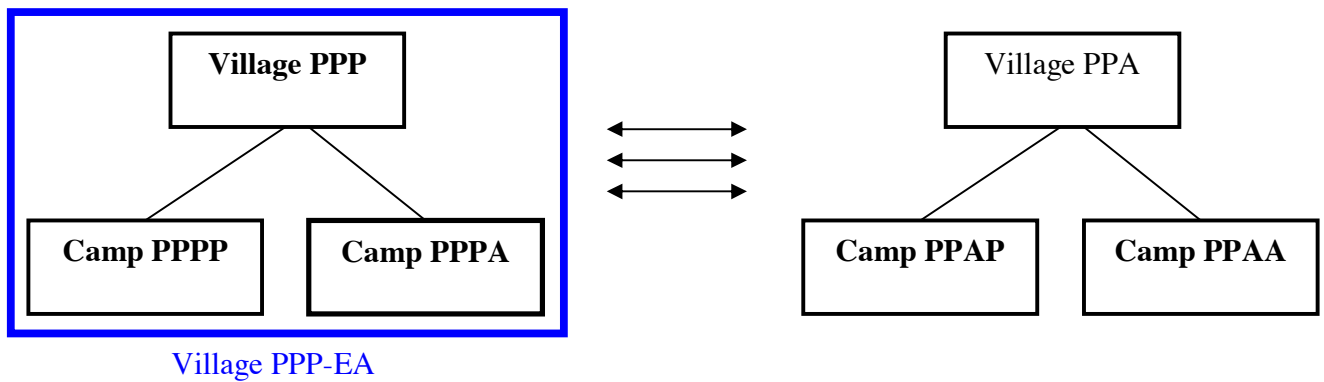 Village PPP
Village PPA
Camp PPPP
Camp PPPA
Camp PPAP
Camp PPAA
Village PPP-EA